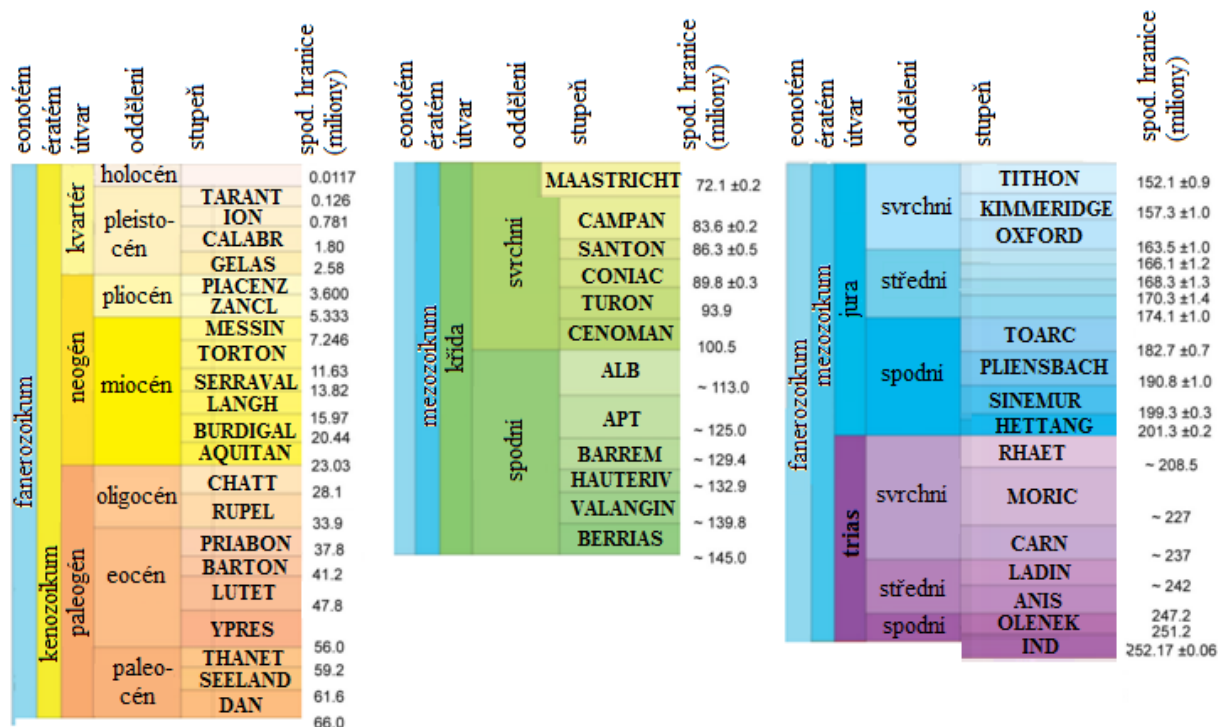 eonotém
ératém
útvar
oddělení
stupeň
spod. hranice
(miliony)
fanerozoikum
kenozoikum
kvartér
neogén
paleogén
holocén
pleisto-
cén
pliocén
miocén
oligocén
eocén
paleo-
cén
TARANT
ION
CALABR
GELAS
PIACENZ
ZANCL
MESSIN
TORTON
SERRAVAL
LANGH
BURDIGAL
AQUITAN
CHATT
RUPEL
PRIABON
BARTON
LUTET
YPRES
THANET
SEELAND
DAN
0.0117
0.126
0.781
1.80
2.58
3.600
5.333
7.246
11.63
13.82
15.97
20.44
23.03
28.1
33.9
37.8
41.2
47.8
56.0
59.2
61.6
66.0
eonotém
ératém
útvar
oddělení
stupeň
spod. hranice
(miliony)
mezozoikum
křída
svrchni
spodni
MAASTRICHT
CAMPAN
SANTON
CONIAC
TURON
CENOMAN
ALB
APT
BARREM
HAUTERIV
VALANGIN
BERRIAS
72.1 ±0.2
83.6 ±0.2
86.3 ±0.5
89.8 ±0.3
93.9
100.5
~ 113.0
~ 125.0
~ 129.4
~ 132.9
~ 139.8
~ 145.0
eonotém
ératém
útvar
oddělení
stupeň
spod. hranice
(miliony)
fanerozoikum
mezozoikum
jura
trias
svrchni
střední
spodni
svrchni
střední
spodni
TITHON
KIMMERIDGE
OXFORD
TOARC
PLIENSBACH
SINEMUR
HETTANG
RHAET
MORIC
CARN
LADIN
ANIS
OLENEK
IND
152.1 ±0.9
157.3 ±1.0
163.5 ±1.0
166.1 ±1.2
168.3 ±1.3
170.3 ±1.4
174.1 ±1.0
182.7 ±0.7
190.8 ±1.0
199.3 ±0.3
201.3 ±0.2
~ 208.5
~ 227
~ 237
~ 242
247.2
251.2
252.17 ±0.06